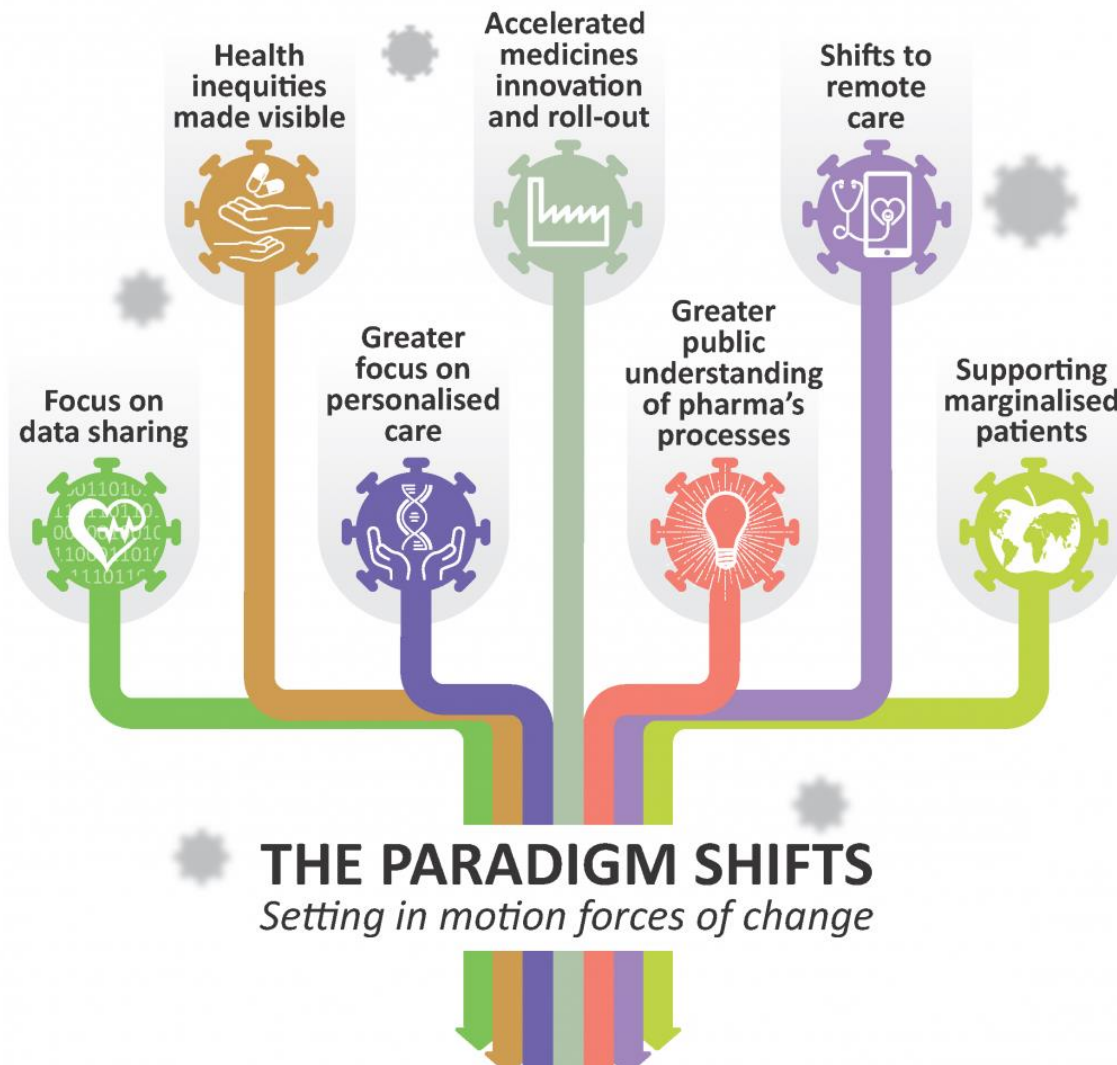 Health
inequities
made visible
Accelerated
medicines
innovation
and roll-out
Shifts to
remote
care
Focus on
data sharing
Greater
focus on
personalised
care
Greater
public
understanding
of pharma's
processes
Supporting
marginalised
patients
THE PARADIGM SHIFTS
Setting in motion forces of change